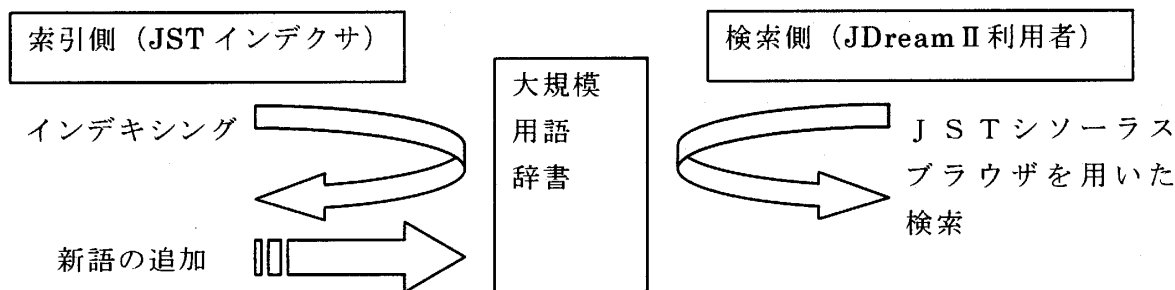 索引側（JSTインデクサ）
検索側（JDreamⅡ利用者）
大規模
用語
辞書
インデキシング
新語の追加
ＪＳＴシソーラス
ブラウザを用いた
検索